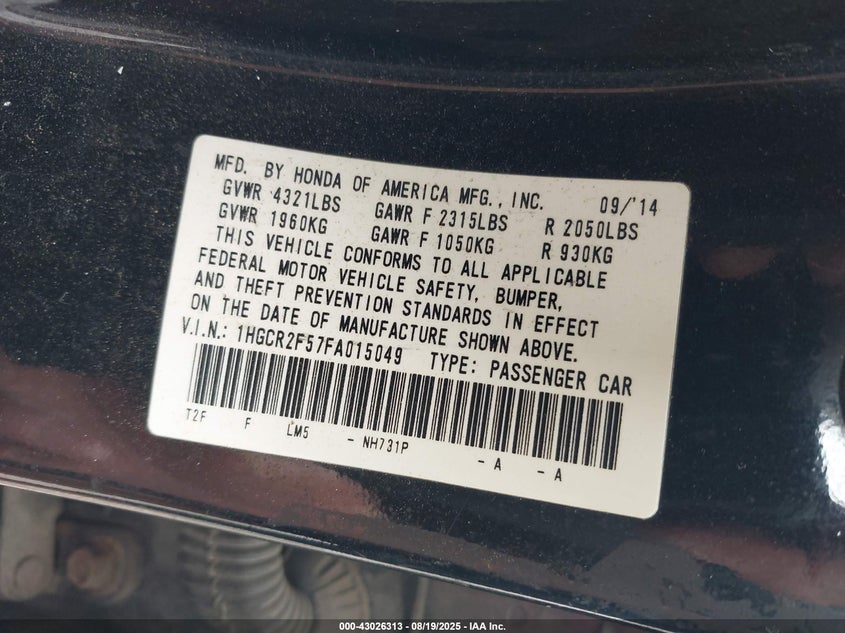 MFD. BY HONDA OF AMERICA MFG., INC. 09/'14
GVWR 4321LBS GAWR F 2315LBS R 2050LBS
GVWR 1960KG GAWR F 1050KG R 930KG
THIS VEHICLE CONFORMS TO ALL APPLICABLE
FEDERAL MOTOR VEHICLE SAFETY, BUMPER,
AND THEFT PREVENTION STANDARDS IN EFFECT
ON THE DATE OF MANUFACTURE SHOWN ABOVE.
V.I.N.: 1HGCR2F57FA015049 TYPE: PASSENGER CAR
T2F F LM5 - NH731P - A - A
000-43026313 - 08/19/2025 - IAA Inc.